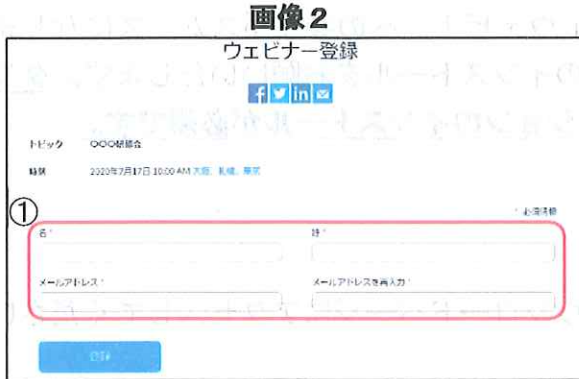 画像2
ウェビナー登録
トピック 〇〇〇研修会
時刻 2020年7月17日 10:00 AM 大阪、札幌、東京
① * 必須情報
名* 姓*
メールアドレス* メールアドレスを再入力*
登録